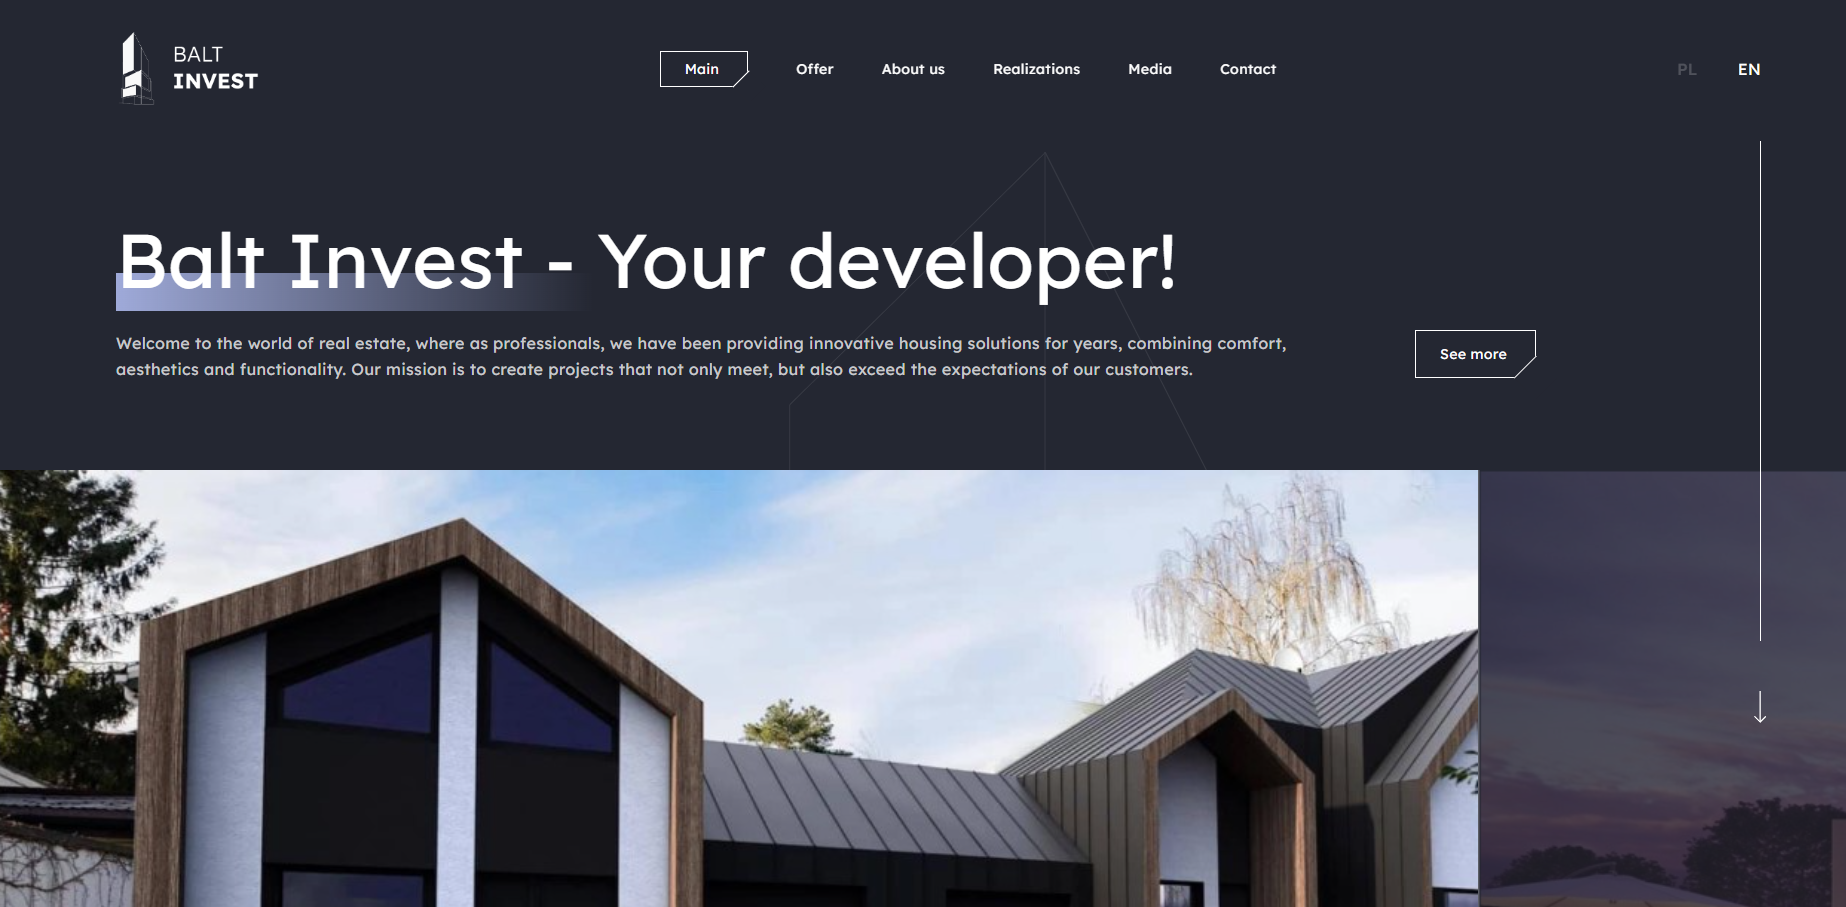 BALT
INVEST
Main
Offer
About us
Realizations
Media
Contact
PL
EN
Balt Invest - Your developer!
Welcome to the world of real estate, where as professionals, we have been providing innovative housing solutions for years, combining comfort,
aesthetics and functionality. Our mission is to create projects that not only meet, but also exceed the expectations of our customers.
See more